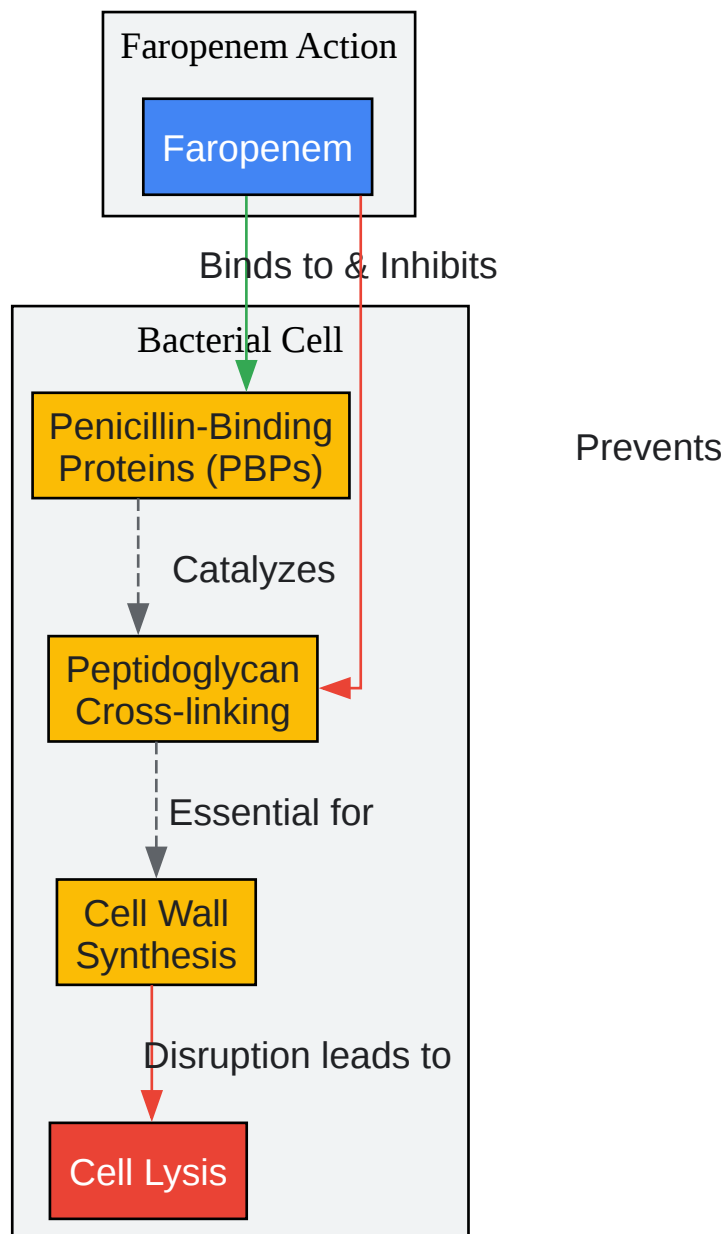 Faropenem Action
Faropenem
Binds to & Inhibits
Bacterial Cell
Penicillin-Binding
Proteins (PBPs)
Prevents
Catalyzes
Peptidoglycan
Cross-linking
Essential for
Cell Wall
Synthesis
Disruption leads to
Cell Lysis